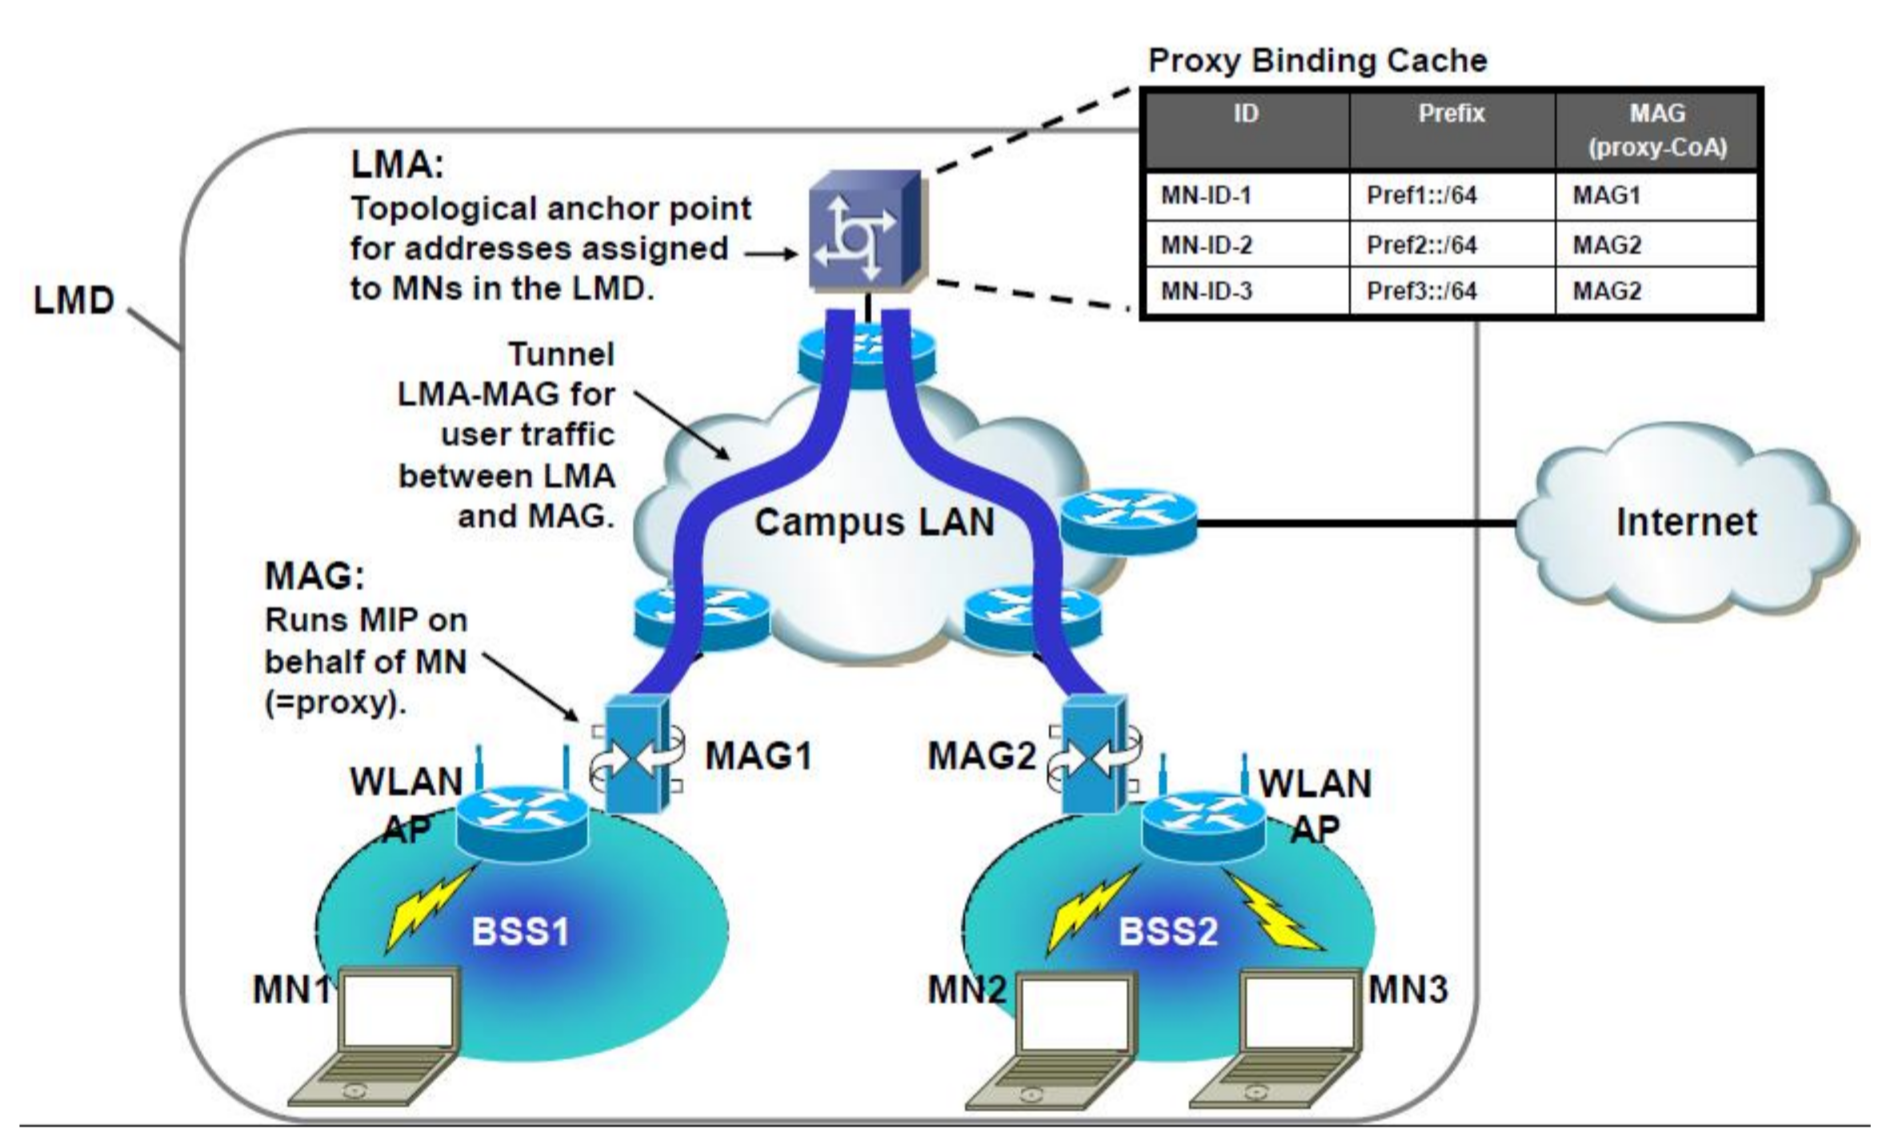 Proxy Binding Cache
ID Prefix MAG
(proxy-CoA)
MN-ID-1 Pref1::/64 MAG1
MN-ID-2 Pref2::/64 MAG2
MN-ID-3 Pref3::/64 MAG2
LMA:
Topological anchor point
for addresses assigned
to MNs in the LMD.
LMD
Tunnel
LMA-MAG for
user traffic
between LMA
and MAG.
Campus LAN
Internet
MAG:
Runs MIP on
behalf of MN
(=proxy).
MAG1
MAG2
WLAN
AP
WLAN
AP
BSS1
BSS2
MN1
MN2
MN3